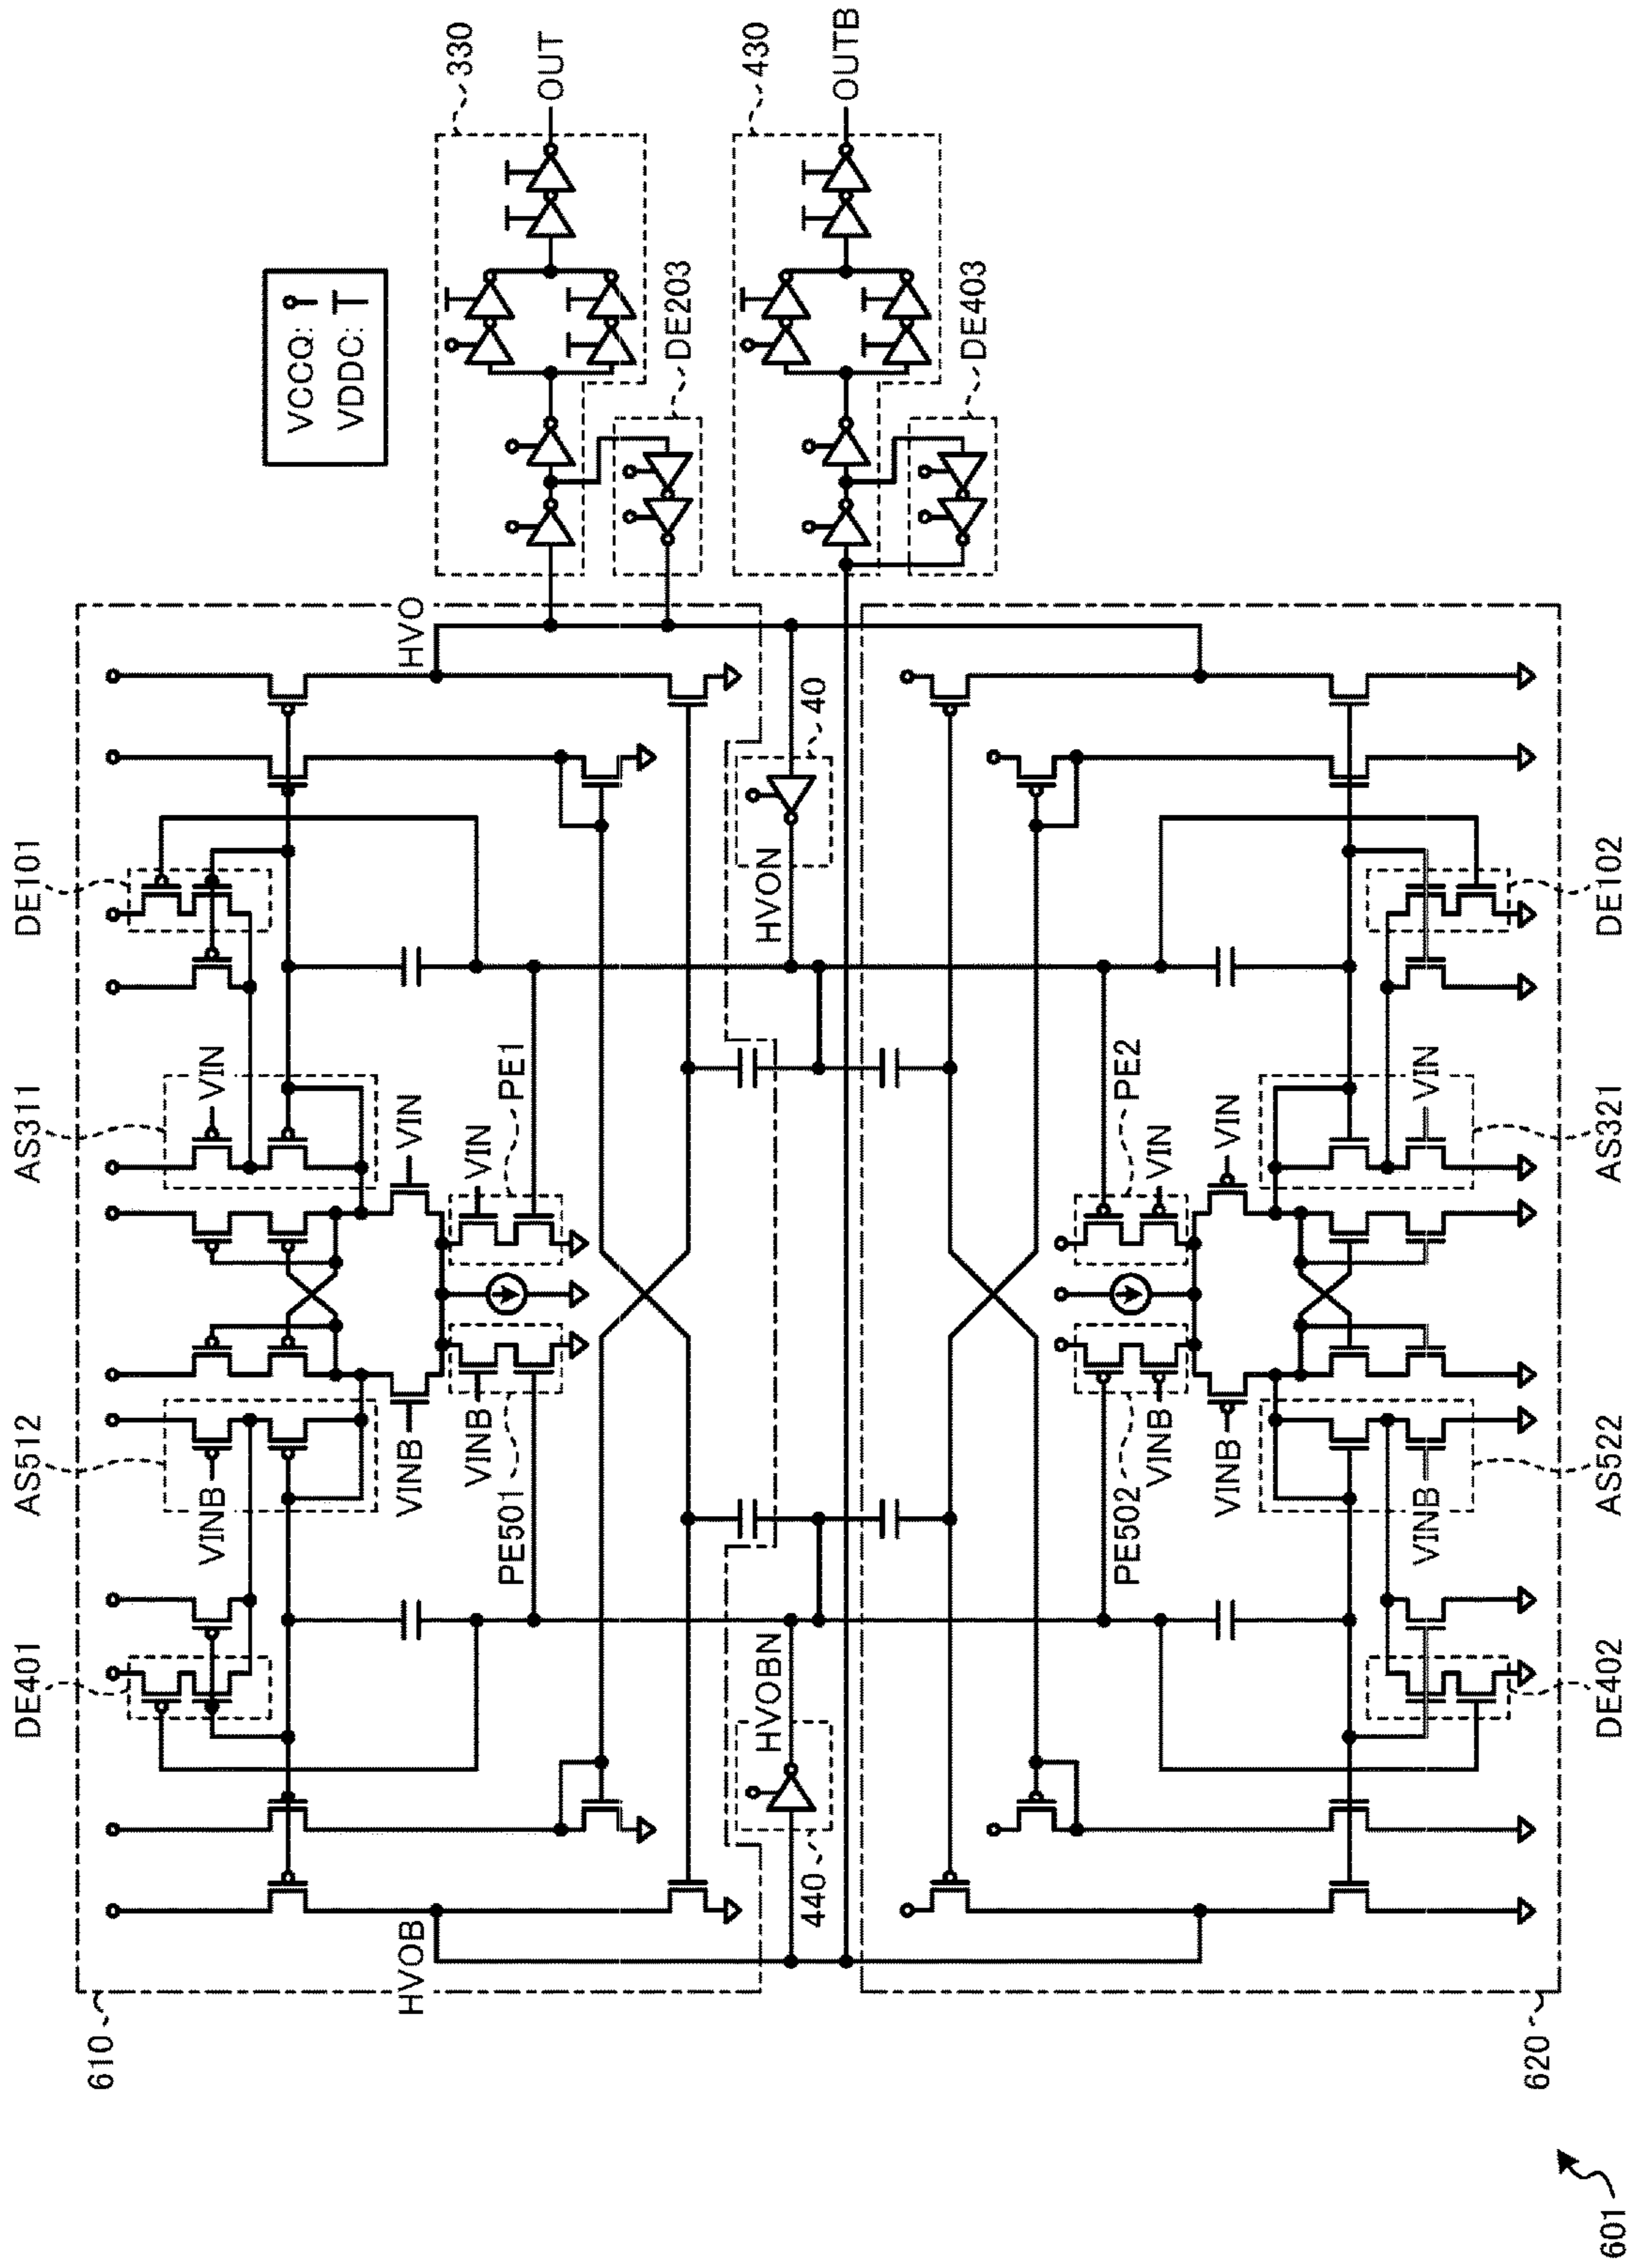 VCCQ:
VDDC:
330
OUT
430
OUTB
DE203
DE403
DE101
AS311
AS512
DE401
610
HVO
VIN
VIN
PE1
VIN
VINB
VINB
VINB
PE501
HVOB
40
HVON
HVOBN
440
PE2
VIN
VIN
VIN
PE502
VINB
VINB
VINB
DE102
AS321
AS522
DE402
620
601